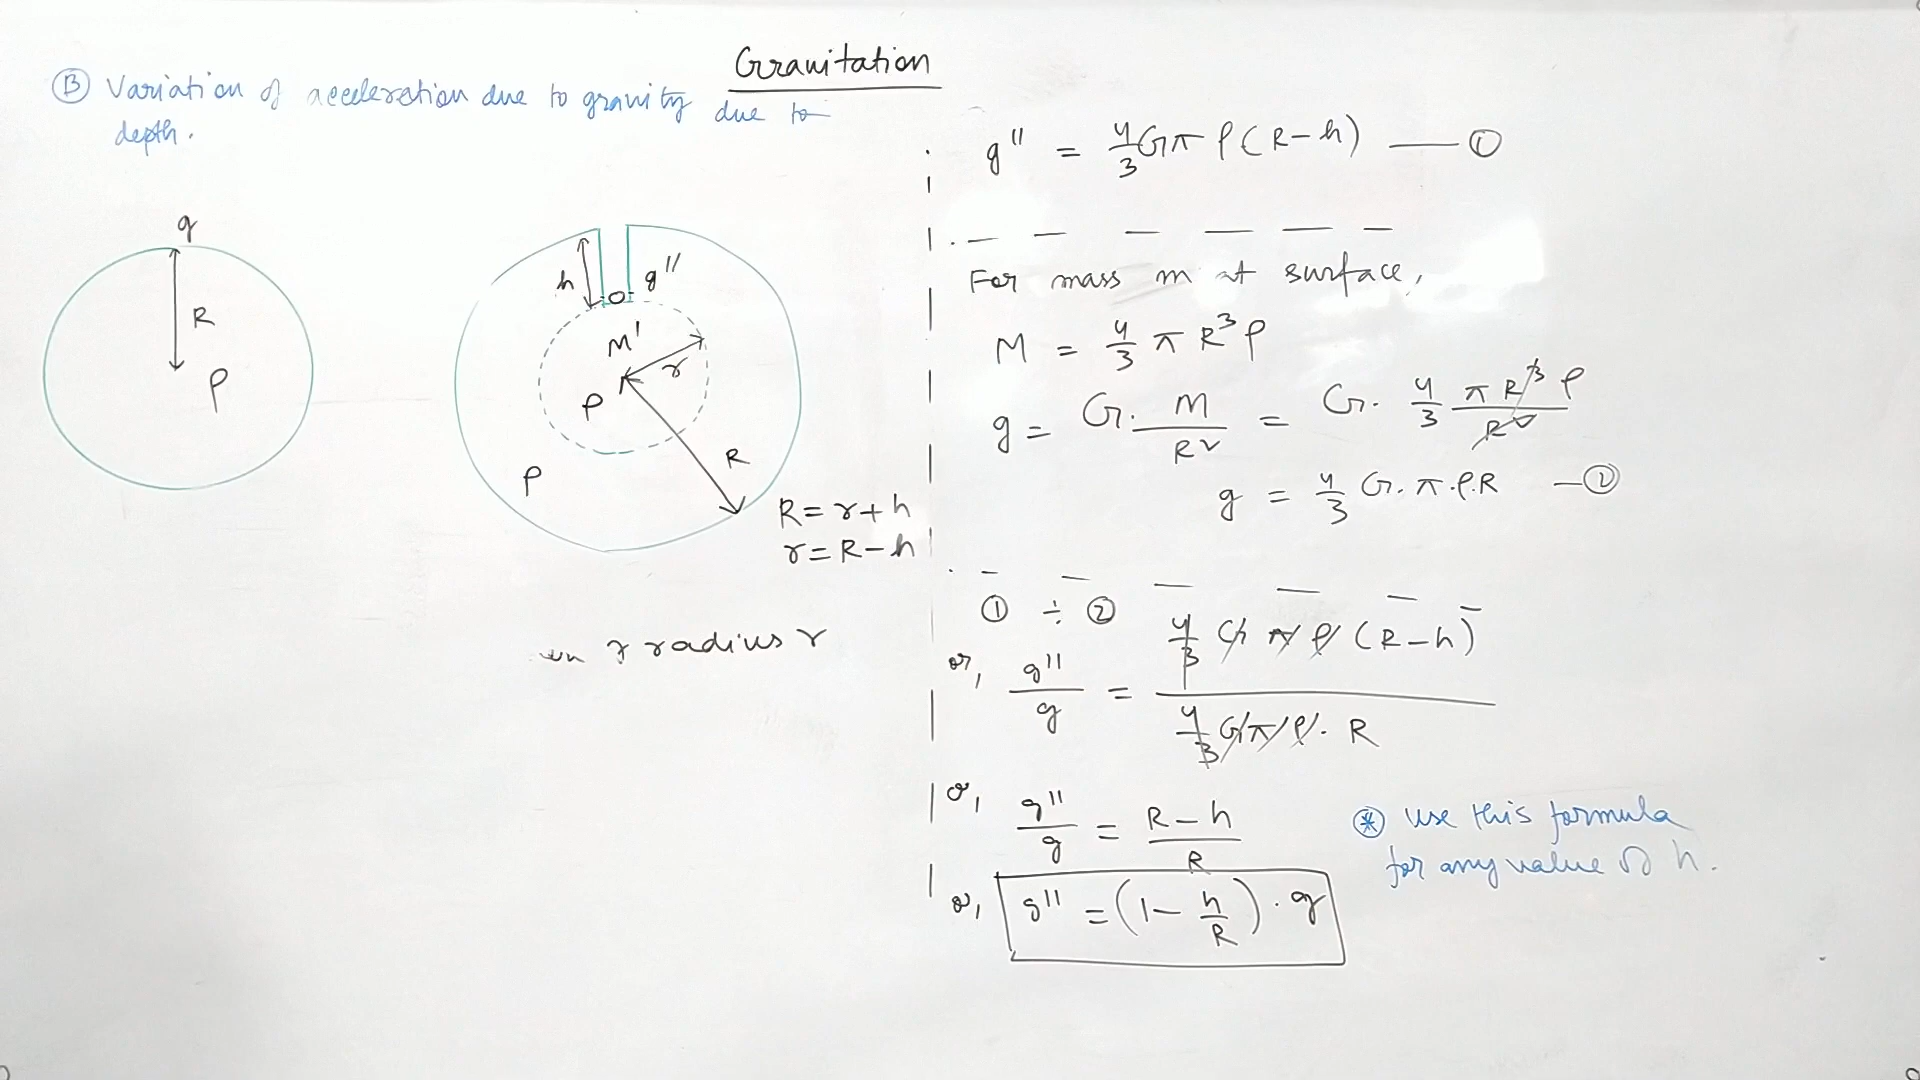 Gravitation
Ⓑ Variation of acceleration due to gravity due to
depth.
g
R
ρ
h
g''
M'
r
ρ
R
ρ
R = r + h
r = R - h
radius r
g'' = 4/3 Gπ ρ (R - h) — ①
For mass m at surface,
M = 4/3 π R³ ρ
g = G. M/R² = G. 4/3 πR³ρ/R²
g = 4/3 G. π. ρ. R — ②
① ÷ ②
or, g''/g = 4/3 G π ρ (R - h) / 4/3 G π ρ. R
or, g''/g = R - h / R
or, g'' = (1 - h/R) . g
⊛ use this formula
for any value of h.